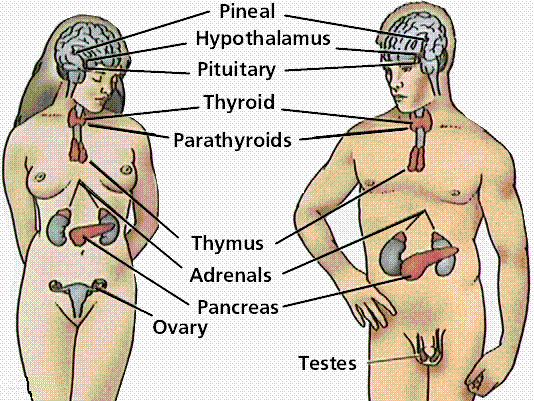 Pineal
Hypothalamus
Pituitary
Thyroid
Parathyroids
Thymus
Adrenals
Pancreas
Ovary
Testes